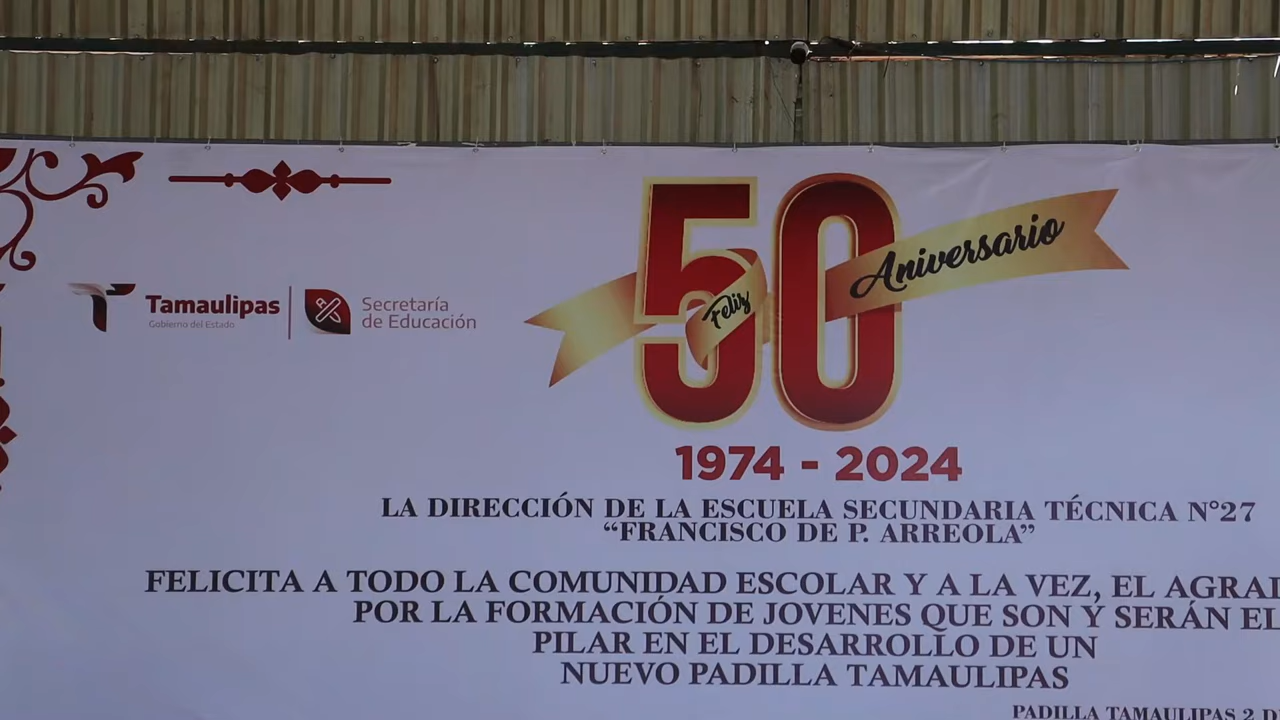 50
Feliz
Aniversario
Tamaulipas
Gobierno del Estado
Secretaría
de Educación
1974 - 2024
LA DIRECCIÓN DE LA ESCUELA SECUNDARIA TÉCNICA N°27
“FRANCISCO DE P. ARREOLA”
FELICITA A TODO LA COMUNIDAD ESCOLAR Y A LA VEZ, EL
POR LA FORMACIÓN DE JOVENES QUE SON Y SERÁN EL
PILAR EN EL DESARROLLO DE UN
NUEVO PADILLA TAMAULIPAS
PADILLA TAMAULIPAS 2